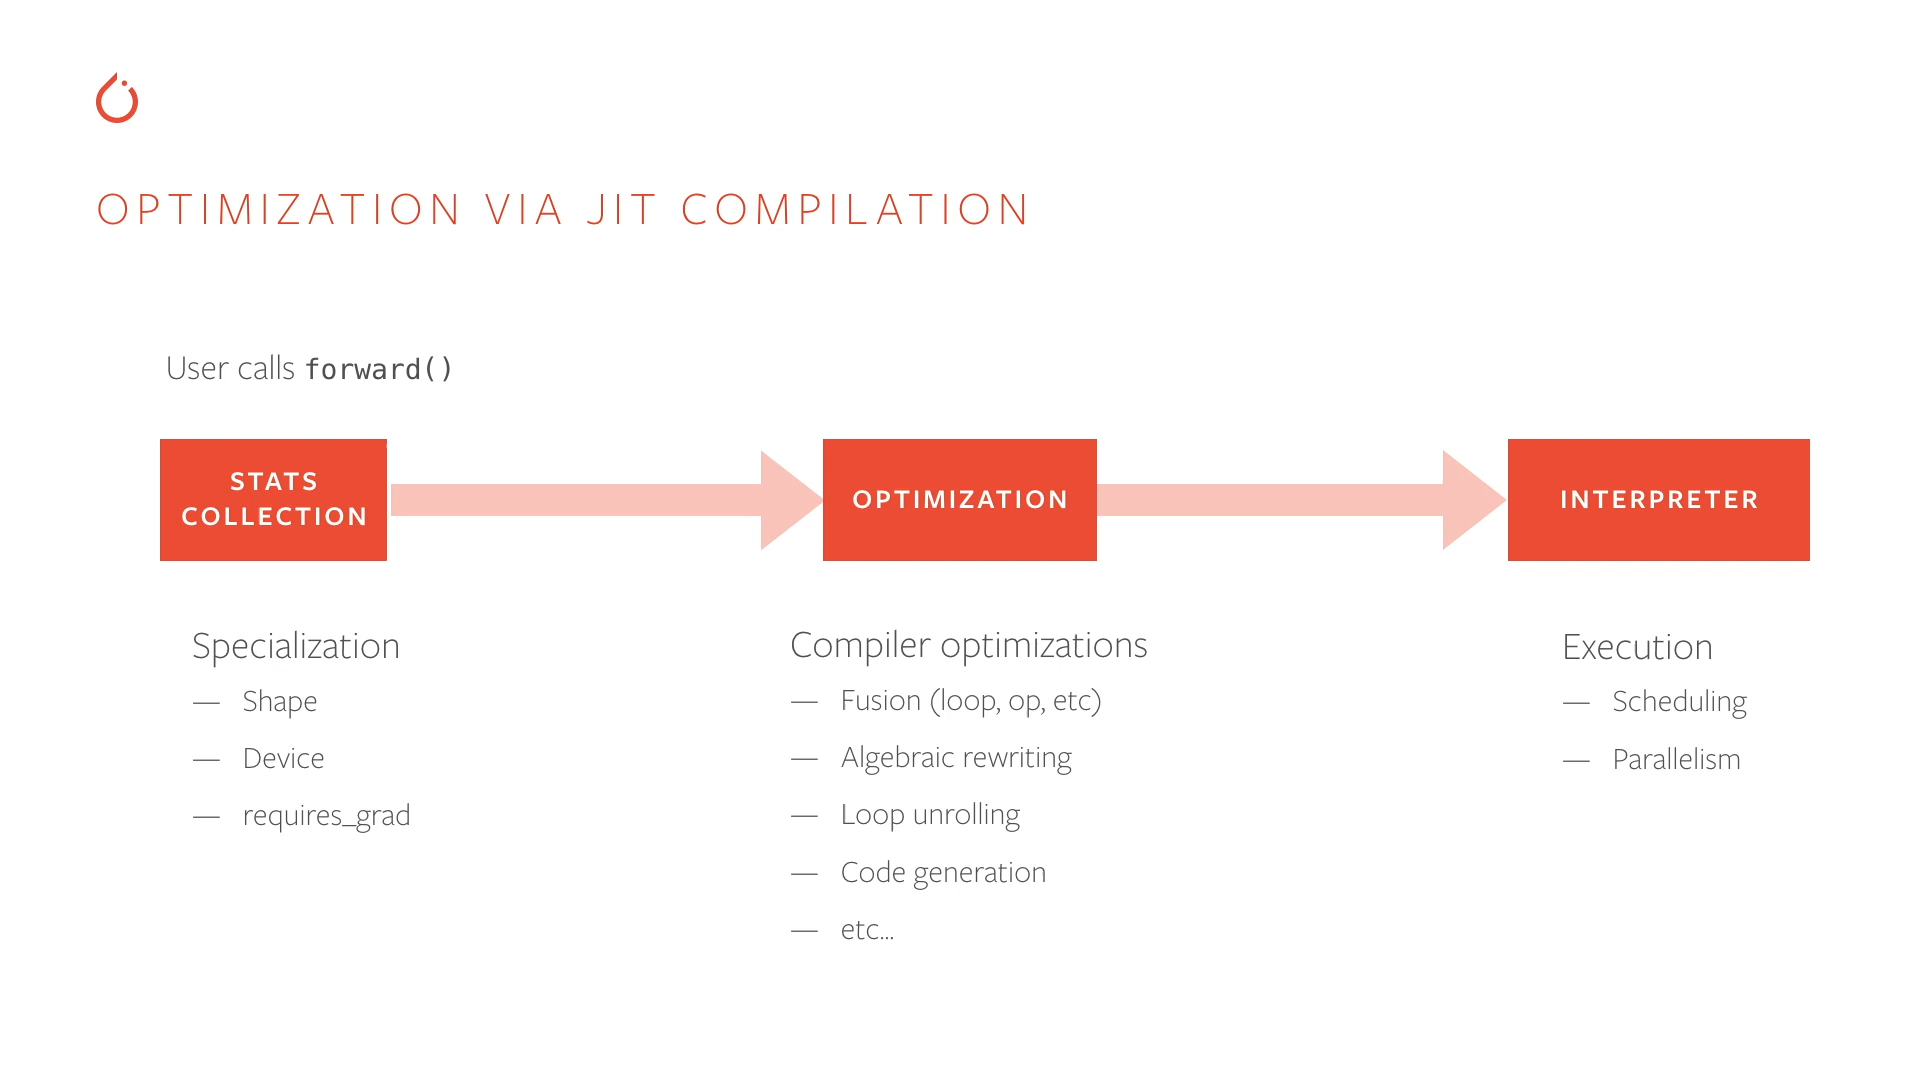 OPTIMIZATION VIA JIT COMPILATION
User calls forward()
STATS
COLLECTION
OPTIMIZATION
INTERPRETER
Specialization
— Shape
— Device
— requires_grad
Compiler optimizations
— Fusion (loop, op, etc)
— Algebraic rewriting
— Loop unrolling
— Code generation
— etc...
Execution
— Scheduling
— Parallelism